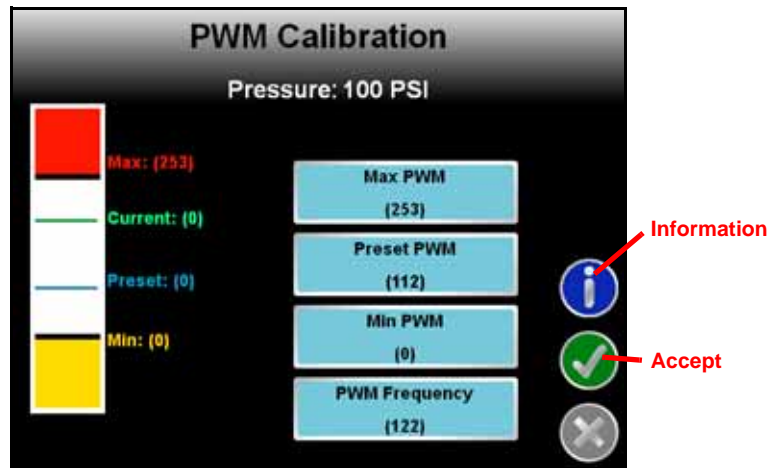 PWM Calibration
Pressure: 100 PSI
Max: (253)
Current: (0)
Preset: (0)
Min: (0)
Max PWM
(253)
Preset PWM
(112)
Min PWM
(0)
PWM Frequency
(122)
Information
Accept